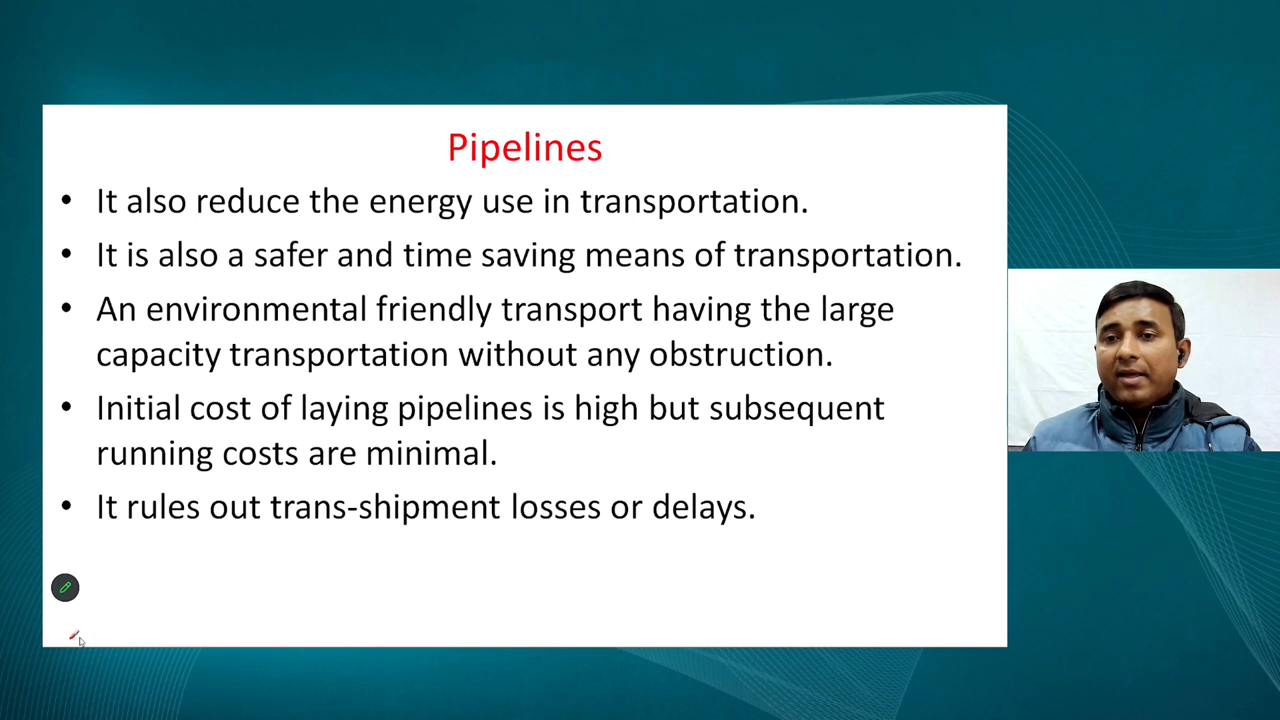 Pipelines
• It also reduce the energy use in transportation.
• It is also a safer and time saving means of transportation.
• An environmental friendly transport having the large
capacity transportation without any obstruction.
• Initial cost of laying pipelines is high but subsequent
running costs are minimal.
• It rules out trans-shipment losses or delays.